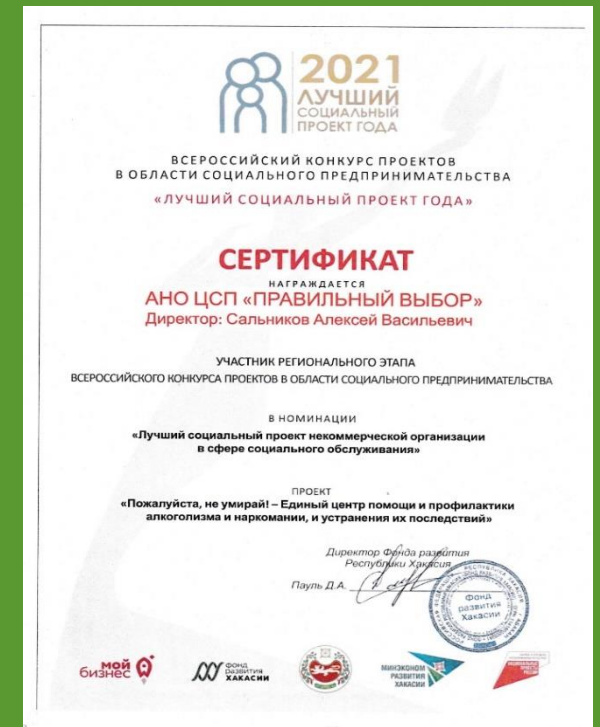 2021
ЛУЧШИЙ
СОЦИАЛЬНЫЙ
ПРОЕКТ ГОДА
ВСЕРОССИЙСКИЙ КОНКУРС ПРОЕКТОВ
В ОБЛАСТИ СОЦИАЛЬНОГО ПРЕДПРИНИМАТЕЛЬСТВА
«ЛУЧШИЙ СОЦИАЛЬНЫЙ ПРОЕКТ ГОДА»
СЕРТИФИКАТ
НАГРАЖДАЕТСЯ
АНО ЦСП «ПРАВИЛЬНЫЙ ВЫБОР»
Директор: Сальников Алексей Васильевич
УЧАСТНИК РЕГИОНАЛЬНОГО ЭТАПА
ВСЕРОССИЙСКОГО КОНКУРСА ПРОЕКТОВ В ОБЛАСТИ СОЦИАЛЬНОГО ПРЕДПРИНИМАТЕЛЬСТВА
В НОМИНАЦИИ
«Лучший социальный проект некоммерческой организации
в сфере социального обслуживания»
ПРОЕКТ
«Пожалуйста, не умирай! – Единый центр помощи и профилактики
алкоголизма и наркомании, и устранения их последствий»
Директор Фонда развития
Республики Хакасия
Пауль Д.А.
Фонд
развития
Хакасии
мой
бизнес
ФОНД
РАЗВИТИЯ
ХАКАСИИ
МИНЭКОНОМ
РАЗВИТИЯ
ХАКАСИИ